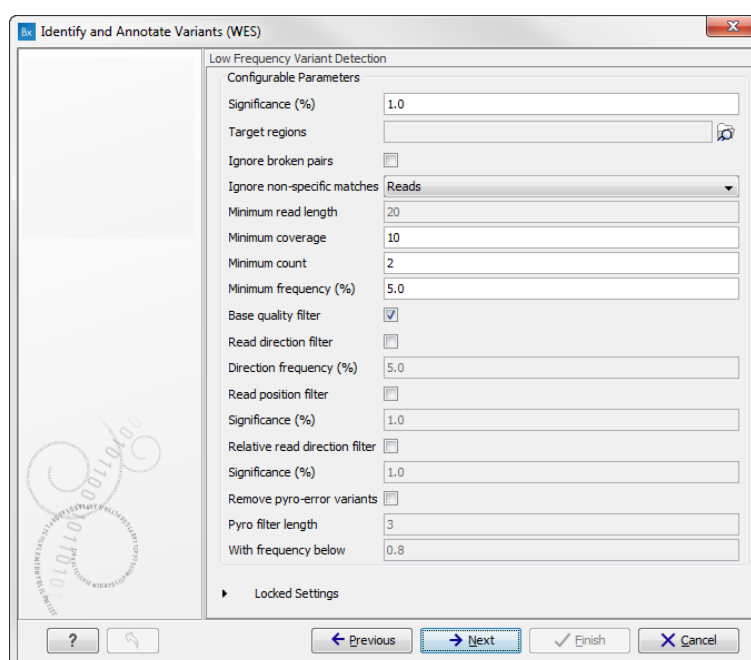 Bx Identify and Annotate Variants (WES)
Low Frequency Variant Detection
Configurable Parameters
Significance (%) 1.0
Target regions
Ignore broken pairs
Ignore non-specific matches Reads
Minimum read length 20
Minimum coverage 10
Minimum count 2
Minimum frequency (%) 5.0
Base quality filter
Read direction filter
Direction frequency (%) 5.0
Read position filter
Significance (%) 1.0
Relative read direction filter
Significance (%) 1.0
Remove pyro-error variants
Pyro filter length 3
With frequency below 0.8
Locked Settings
? Previous Next Finish Cancel